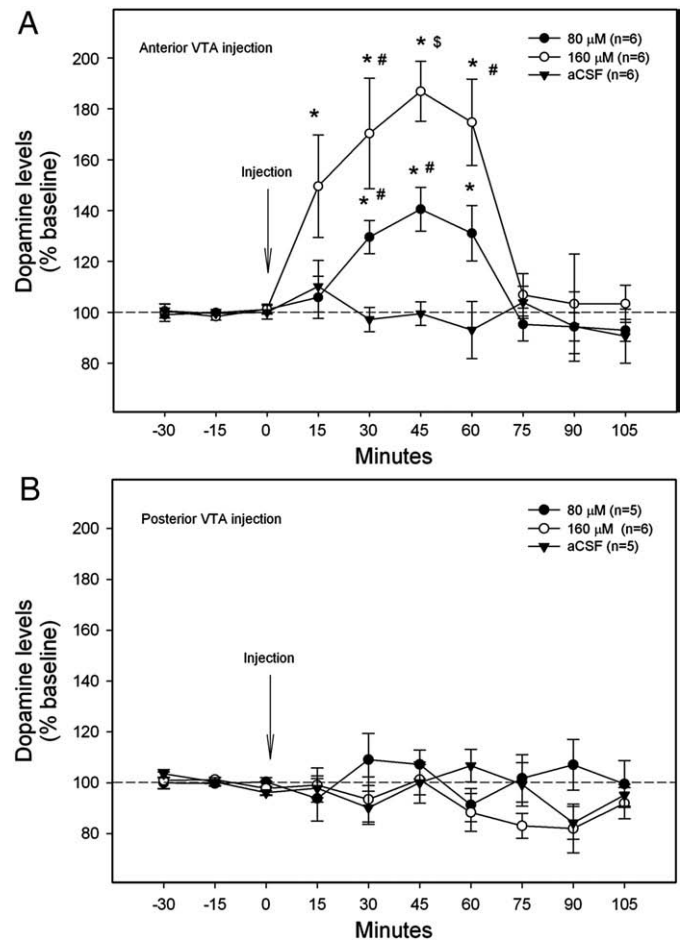 A
Anterior VTA injection
80 μM (n=6)
160 μM (n=6)
aCSF (n=6)
200
180
160
140
120
100
80
Dopamine levels
(% baseline)
Injection
*
* #
* $
* #
* #
* #
*
-30 -15 0 15 30 45 60 75 90 105
Minutes
B
Posterior VTA injection
80 μM (n=5)
160 μM (n=6)
aCSF (n=5)
200
180
160
140
120
100
80
Dopamine levels
(% baseline)
Injection
-30 -15 0 15 30 45 60 75 90 105
Minutes